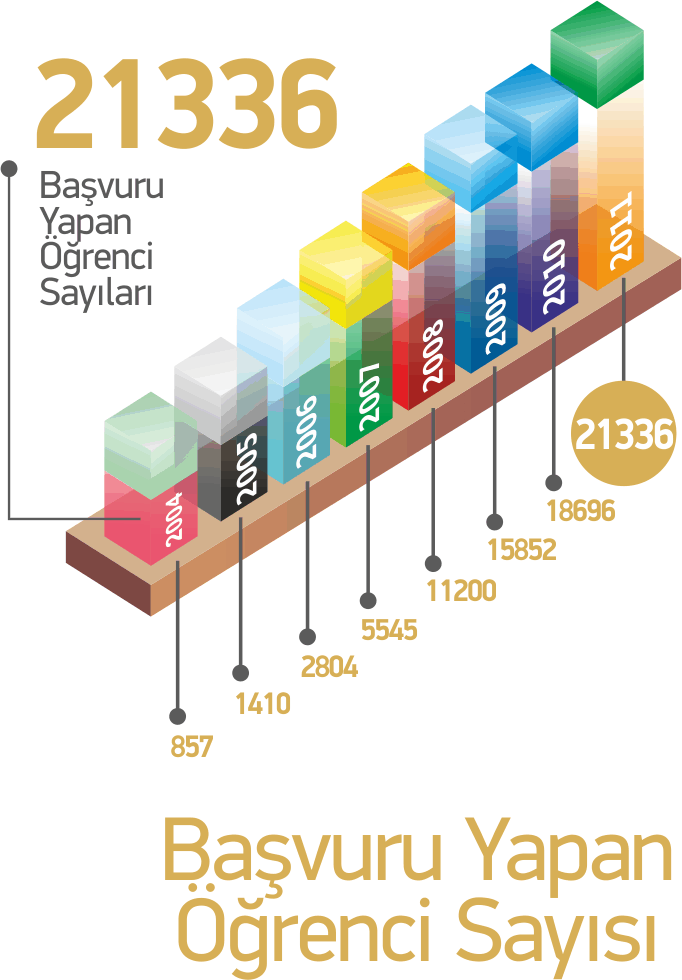 21336
Başvuru
Yapan
Öğrenci
Sayıları
2004
2005
2006
2007
2008
2009
2010
2011
21336
18696
15852
11200
5545
2804
1410
857
Başvuru Yapan
Öğrenci Sayısı